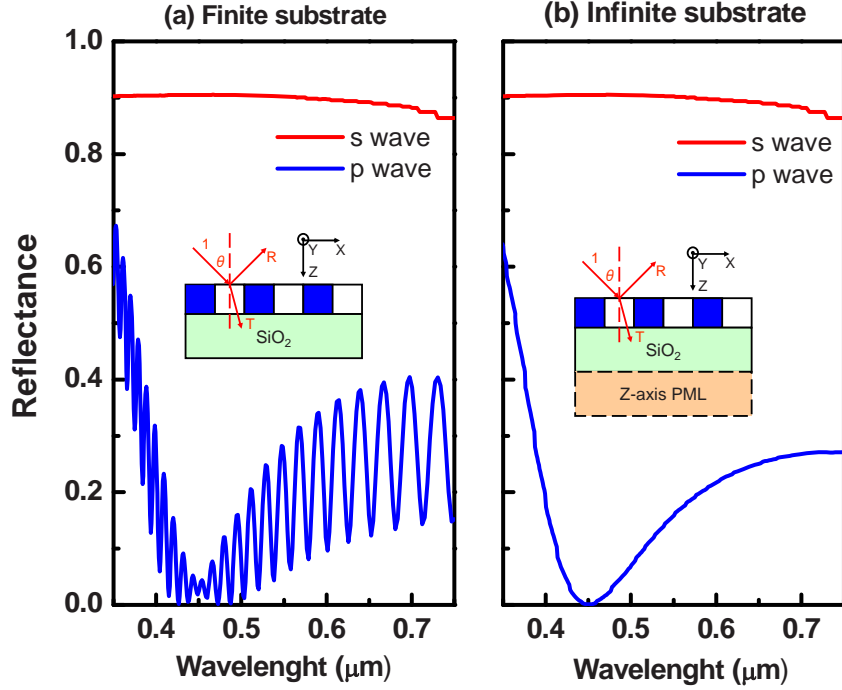 (a) Finite substrate
(b) Infinite substrate
Reflectance
1.0
0.8
0.6
0.4
0.2
0.0
s wave
p wave
1
θ
R
Y
X
Z
T
SiO2
0.4 0.5 0.6 0.7
Wavelenght (μm)
s wave
p wave
1
θ
R
Y
X
Z
T
SiO2
Z-axis PML
0.4 0.5 0.6 0.7
Wavelenght (μm)